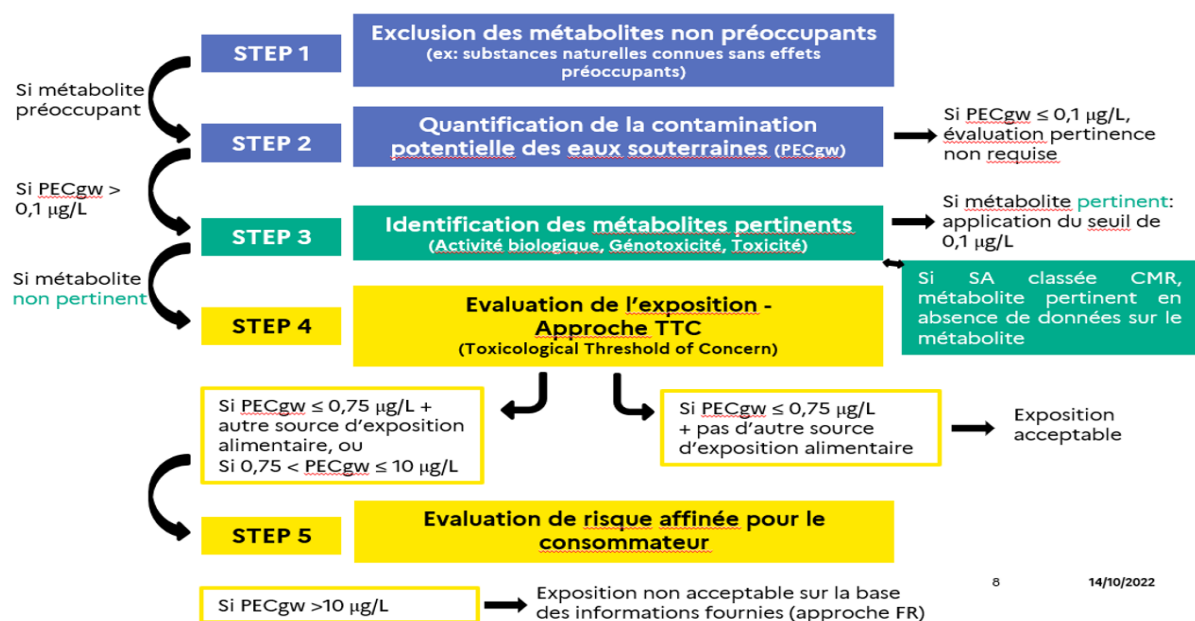 STEP 1
Exclusion des métabolites non préoccupants
(ex: substances naturelles connues sans effets
préoccupants)
Si métabolite
préoccupant
STEP 2
Quantification de la contamination
potentielle des eaux souterraines (PECgw)
Si PECgw ≤ 0,1 µg/L,
évaluation pertinence
non requise
Si PECgw >
0,1 µg/L
STEP 3
Identification des métabolites pertinents
(Activité biologique, Génotoxicité, Toxicité)
Si métabolite pertinent:
application du seuil de
0,1 µg/L
Si SA classée CMR,
métabolite pertinent en
absence de données sur le
métabolite
Si métabolite
non pertinent
STEP 4
Evaluation de l'exposition -
Approche TTC
(Toxicological Threshold of Concern)
Si PECgw ≤ 0,75 µg/L +
autre source d'exposition
alimentaire, ou
Si 0,75 < PECgw ≤ 10 µg/L
Si PECgw ≤ 0,75 µg/L
+ pas d'autre source
d'exposition alimentaire
Exposition
acceptable
STEP 5
Evaluation de risque affinée pour le
consommateur
8
14/10/2022
Si PECgw >10 µg/L
Exposition non acceptable sur la base
des informations fournies (approche FR)